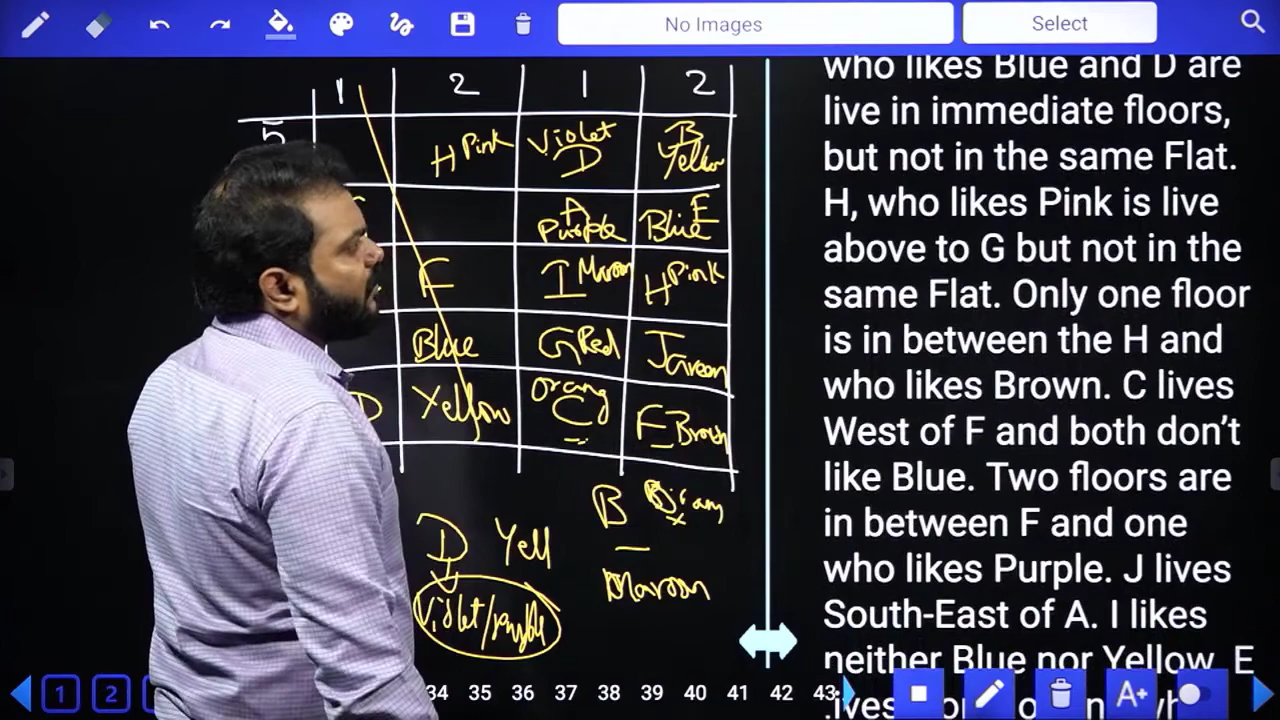 No Images
Select
1 2 1 2
5 H Pink Violet D B Yellow
A Purple Blue E
F I Maroon H Pink
Blue G Red J Green
D Yellow Orang C F Brown
B
D Yell
Maroon
Violet/purple
who likes Blue and D are
live in immediate floors,
but not in the same Flat.
H, who likes Pink is live
above to G but not in the
same Flat. Only one floor
is in between the H and
who likes Brown. C lives
West of F and both don't
like Blue. Two floors are
in between F and one
who likes Purple. J lives
South-East of A. I likes
neither Blue nor Yellow. E
1 2 34 35 36 37 38 39 40 41 42 43
A+